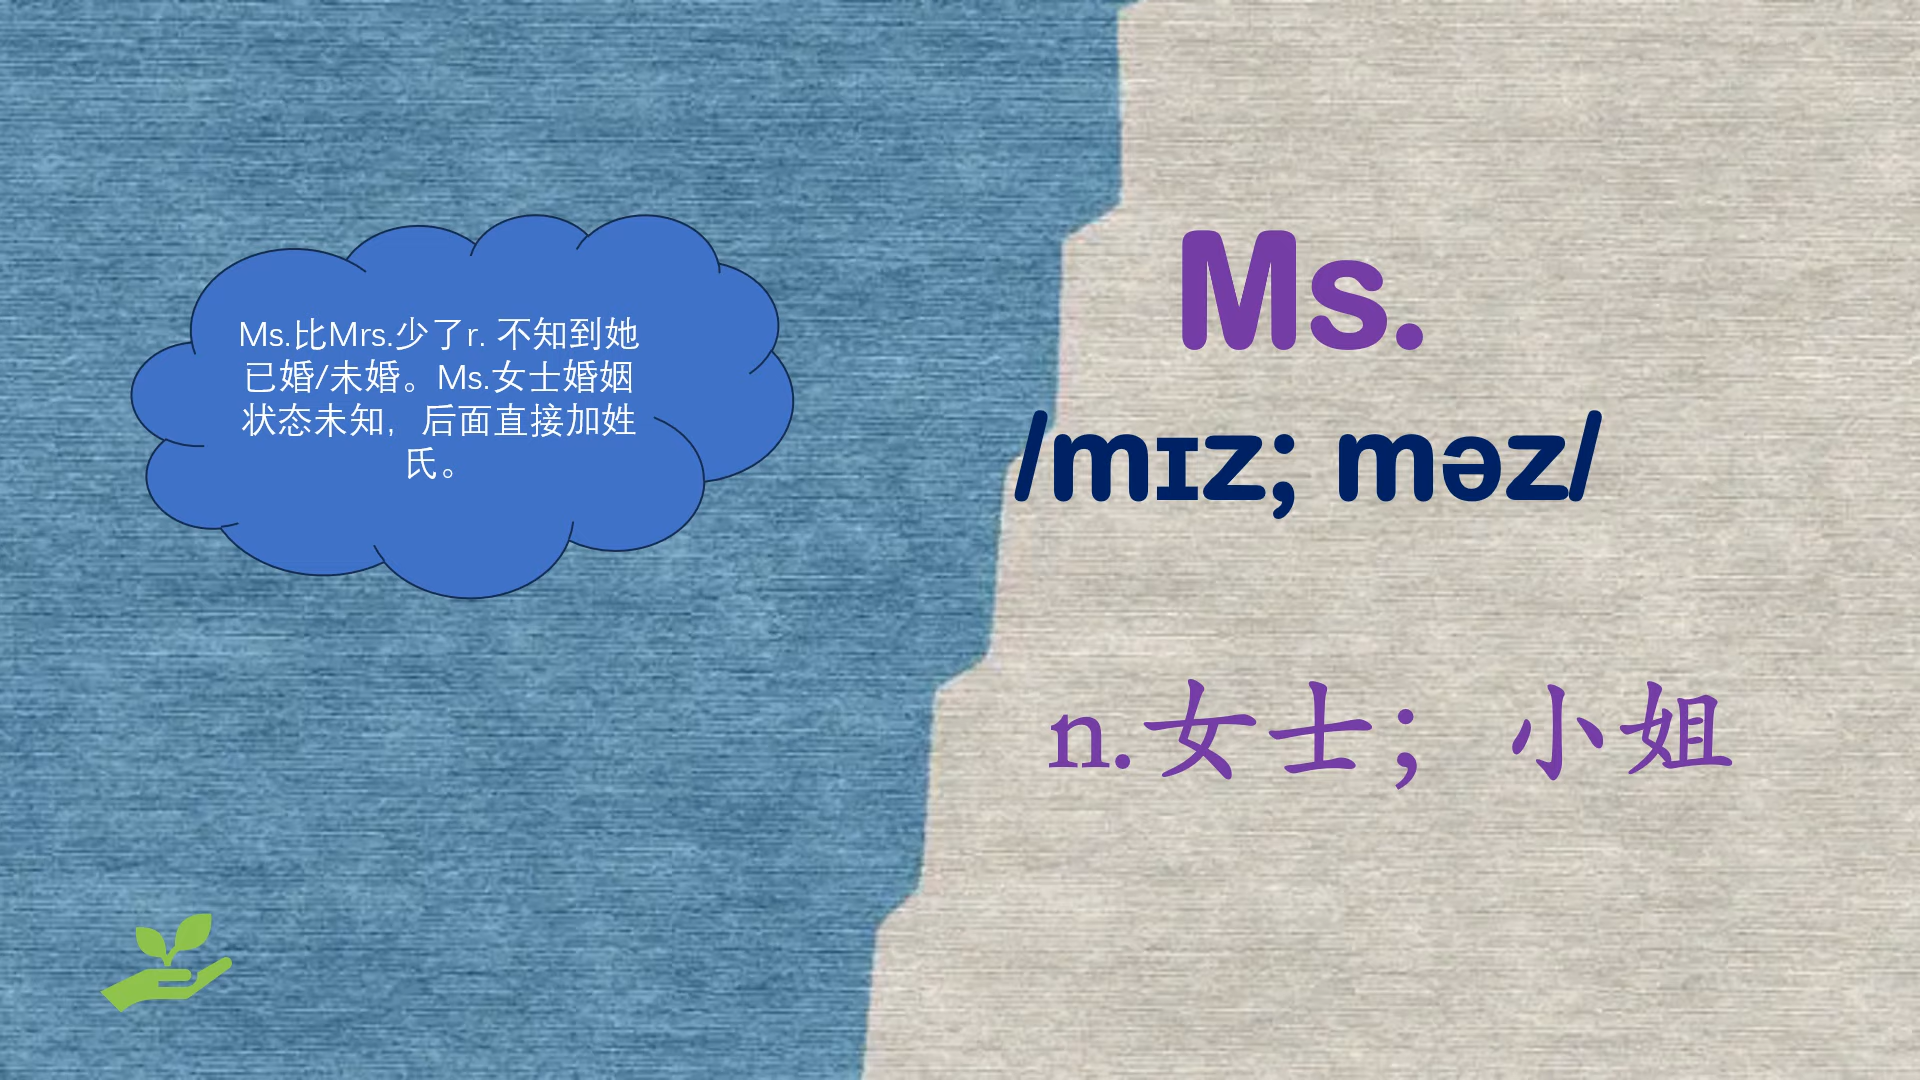 Ms.比Mrs.少了r. 不知到她
已婚/未婚。Ms.女士婚姻
状态未知，后面直接加姓
氏。
Ms.
/mɪz; məz/
n.女士；小姐